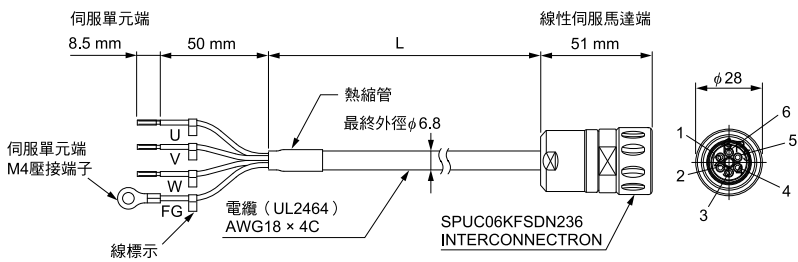 伺服單元端
線性伺服馬達端
8.5 mm
50 mm
L
51 mm
φ28
熱縮管
最終外徑φ6.8
U
V
W
FG
伺服單元端
M4壓接端子
線標示
電纜（UL2464）
AWG18 × 4C
SPUC06KFSDN236
INTERCONNECTRON
1
2
3
4
5
6